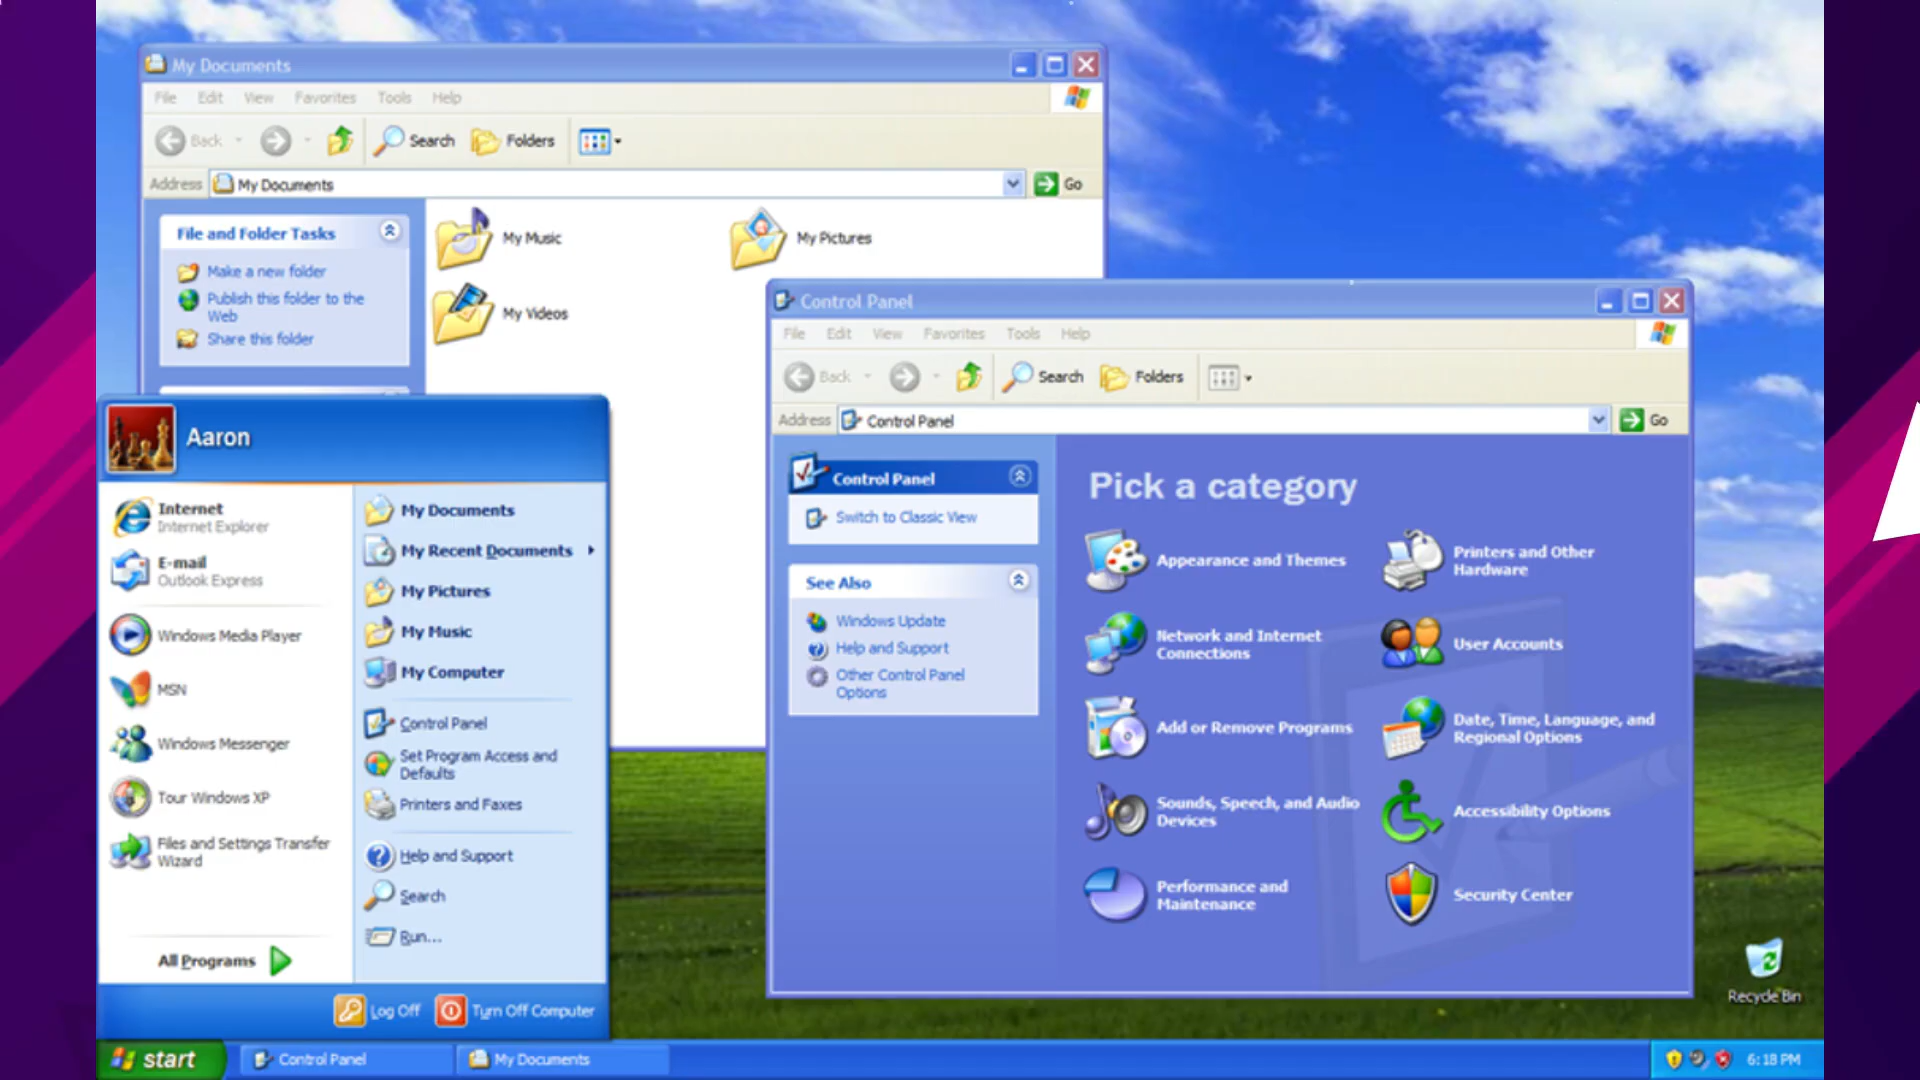 My Documents
File Edit View Favorites Tools Help
Back Search Folders
Address My Documents Go
File and Folder Tasks
Make a new folder
Publish this folder to the
Web
Share this folder
My Music
My Pictures
My Videos
Control Panel
File Edit View Favorites Tools Help
Back Search Folders
Address Control Panel Go
Control Panel
Switch to Classic View
See Also
Windows Update
Help and Support
Other Control Panel
Options
Pick a category
Appearance and Themes
Printers and Other
Hardware
Network and Internet
Connections
User Accounts
Add or Remove Programs
Date, Time, Language, and
Regional Options
Sounds, Speech, and Audio
Devices
Accessibility Options
Performance and
Maintenance
Security Center
Aaron
Internet
Internet Explorer
E-mail
Outlook Express
Windows Media Player
MSN
Windows Messenger
Tour Windows XP
Files and Settings Transfer
Wizard
All Programs
My Documents
My Recent Documents
My Pictures
My Music
My Computer
Control Panel
Set Program Access and
Defaults
Printers and Faxes
Help and Support
Search
Run...
Log Off Turn Off Computer
Recycle Bin
start Control Panel My Documents 6:18 PM